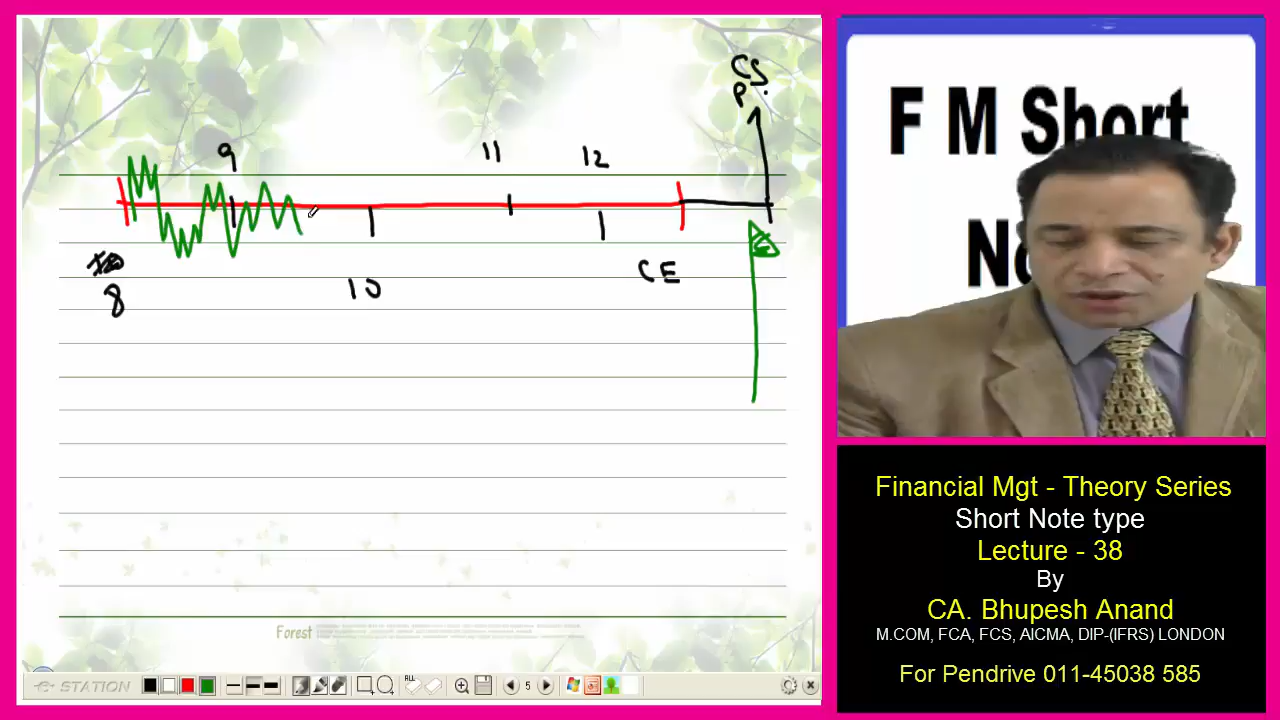 CS.
P
9
11
12
8
10
CE
Forest
STATION
ALL
5
F M Short
Financial Mgt - Theory Series
Short Note type
Lecture - 38
By
CA. Bhupesh Anand
M.COM, FCA, FCS, AICMA, DIP-(IFRS) LONDON
For Pendrive 011-45038 585